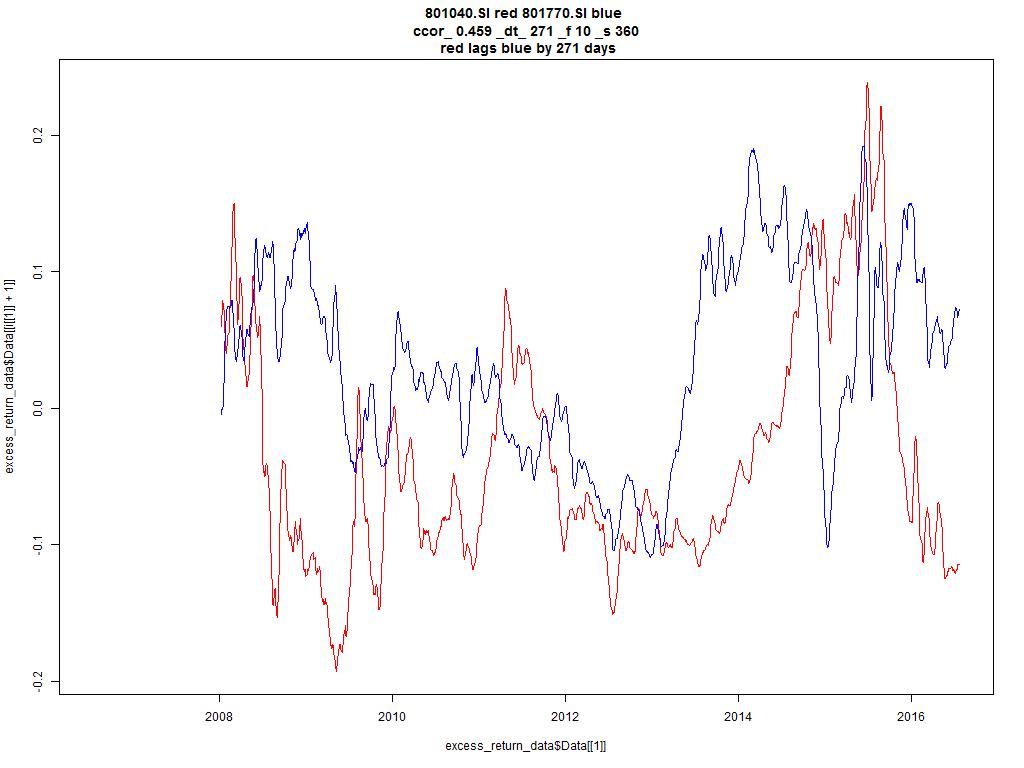 801040.SI red 801770.SI blue
ccor_ 0.459 _dt_ 271 _f 10 _s 360
red lags blue by 271 days
excess_return_data$Data[[i[[1]] + 1]]
0.2
0.1
0.0
-0.1
-0.2
2008 2010 2012 2014 2016
excess_return_data$Data[[1]]